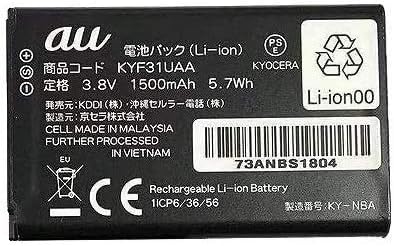 au
電池パック (Li-ion)
商品コード KYF31UAA
定格 3.8V 1500mAh 5.7Wh
PS
E
KYOCERA
Li-ion00
発売元：KDDI(株)・沖縄セルラー電話(株)
製造元：京セラ株式会社
CELL MADE IN MALAYSIA
FURTHER PROCESSED
IN VIETNAM
73ANBS1804
EU
Rechargeable Li-ion Battery
1ICP6/36/56
製造番号型名：KY-NBA